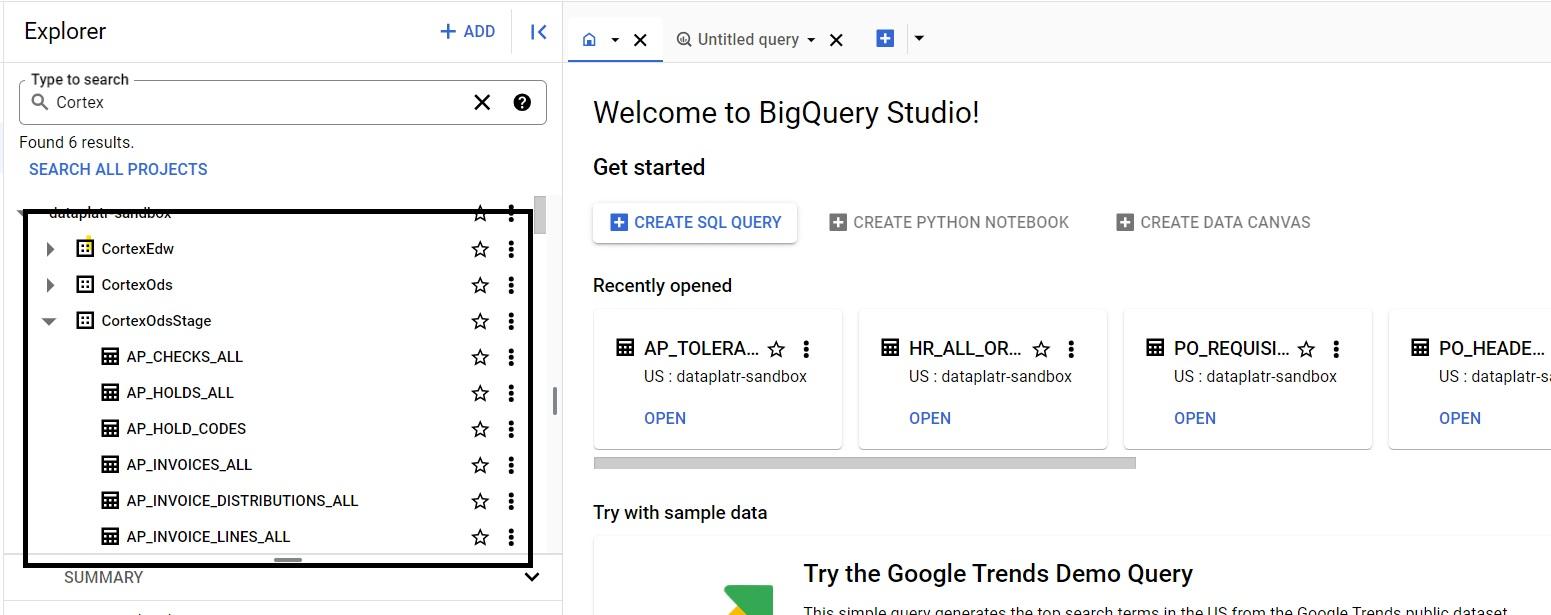 Explorer
ADD
Type to search
Cortex
Found 6 results.
SEARCH ALL PROJECTS
dataplatr-sandbox
CortexEdw
CortexOds
CortexOdsStage
AP_CHECKS_ALL
AP_HOLDS_ALL
AP_HOLD_CODES
AP_INVOICES_ALL
AP_INVOICE_DISTRIBUTIONS_ALL
AP_INVOICE_LINES_ALL
SUMMARY
Untitled query
Welcome to BigQuery Studio!
Get started
CREATE SQL QUERY
CREATE PYTHON NOTEBOOK
CREATE DATA CANVAS
Recently opened
AP_TOLERA...
US : dataplatr-sandbox
OPEN
HR_ALL_OR...
US : dataplatr-sandbox
OPEN
PO_REQUISI...
US : dataplatr-sandbox
OPEN
PO_HEADE...
US : dataplatr-s
OPEN
Try with sample data
Try the Google Trends Demo Query
This simple query generates the top search terms in the US from the Google Trends public dataset.